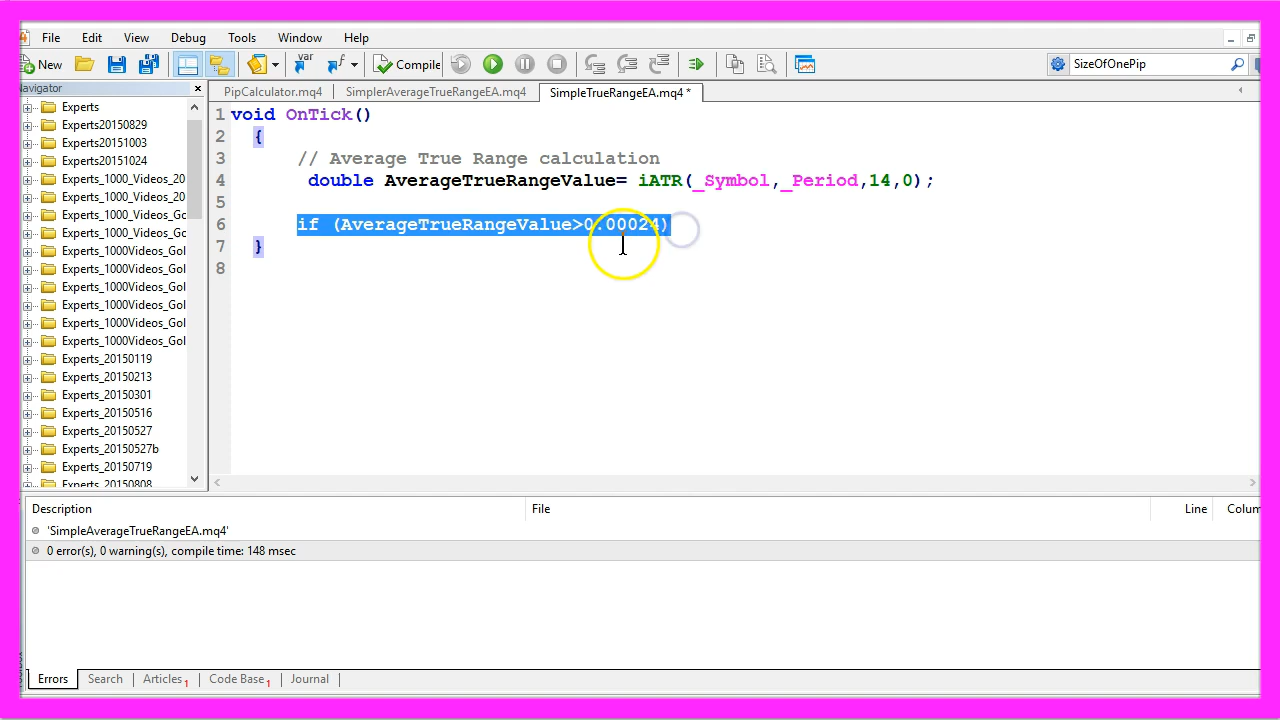 File Edit View Debug Tools Window Help
New var Compile SizeOfOnePip
Navigator × PipCalculator.mq4 SimplerAverageTrueRangeEA.mq4 SimpleTrueRangeEA.mq4 *
Experts
Experts20150829
Experts20151003
Experts20151024
Experts_1000_Videos_20
Experts_1000_Videos_20
Experts_1000_Videos_Go
Experts_1000_Videos_Go
Experts_1000Videos_Gol
Experts_1000Videos_Gol
Experts_1000Videos_Gol
Experts_1000Videos_Gol
Experts_1000Videos_Gol
Experts_1000Videos_Gol
Experts_20150119
Experts_20150213
Experts_20150301
Experts_20150516
Experts_20150527
Experts_20150527b
Experts_20150719
Experts_20150808
1 void OnTick()
2 {
3 // Average True Range calculation
4 double AverageTrueRangeValue= iATR(_Symbol,_Period,14,0);
5
6 if (AverageTrueRangeValue>0.00024)
7 }
8
Description File Line Colum
'SimpleAverageTrueRangeEA.mq4'
0 error(s), 0 warning(s), compile time: 148 msec
Errors Search Articles 1 Code Base 1 Journal